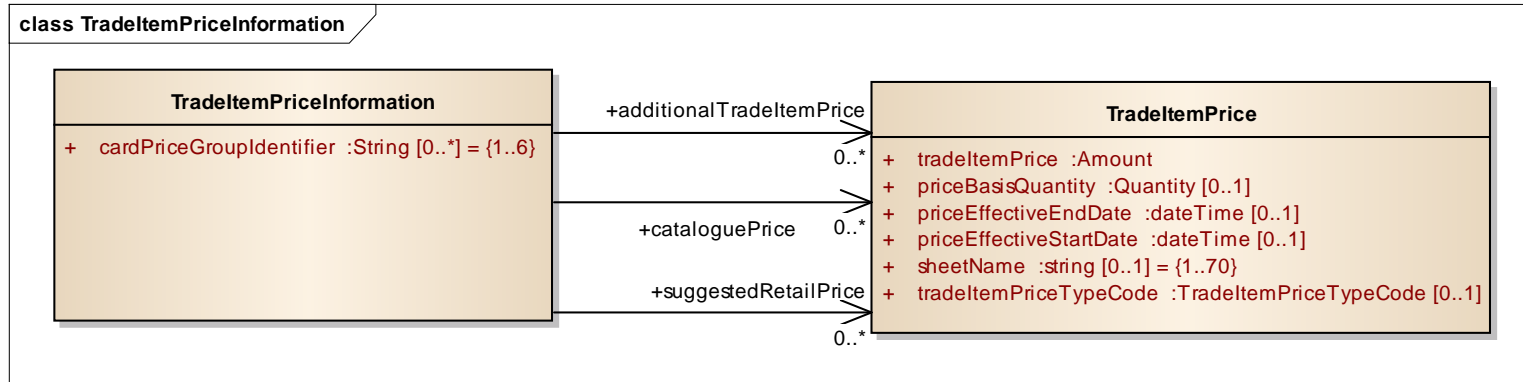 class TradeItemPriceInformation
TradeItemPriceInformation
+ cardPriceGroupIdentifier :String [0..*] = {1..6}
+additionalTradeItemPrice
0..*
+cataloguePrice
0..*
+suggestedRetailPrice
0..*
TradeItemPrice
+ tradeItemPrice :Amount
+ priceBasisQuantity :Quantity [0..1]
+ priceEffectiveEndDate :dateTime [0..1]
+ priceEffectiveStartDate :dateTime [0..1]
+ sheetName :string [0..1] = {1..70}
+ tradeItemPriceTypeCode :TradeItemPriceTypeCode [0..1]